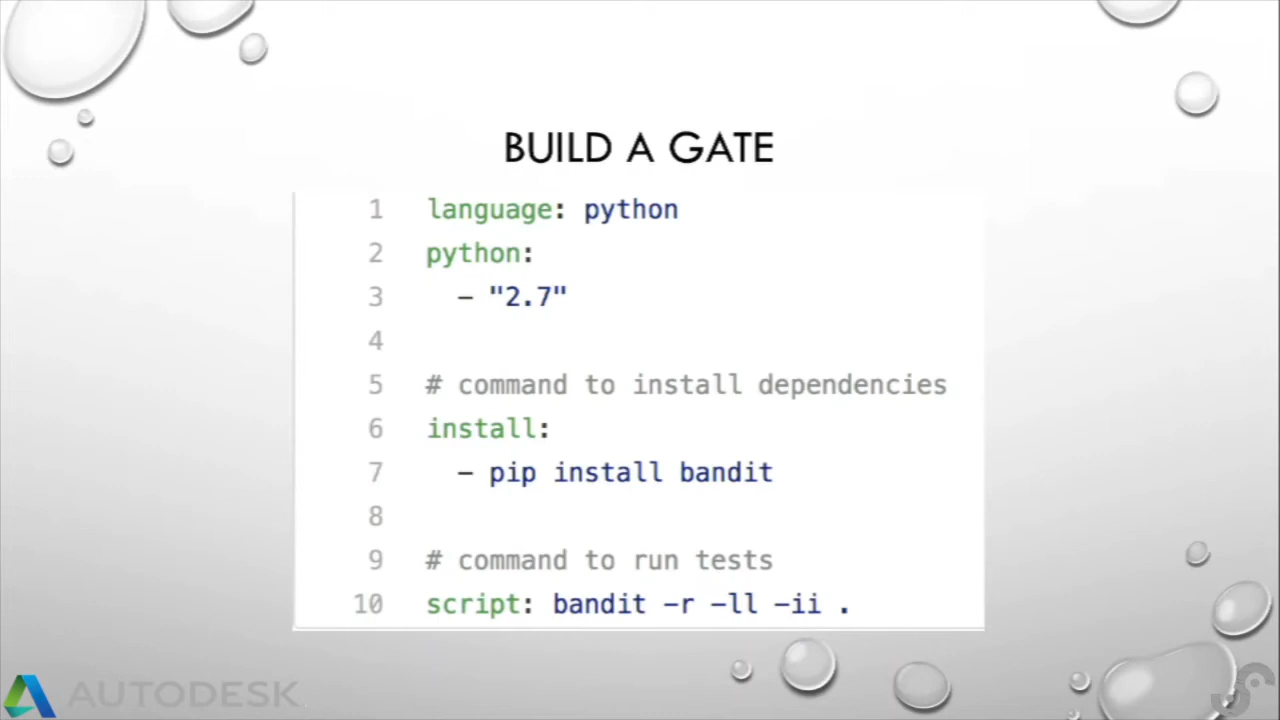 BUILD A GATE
1 language: python
2 python:
3   - "2.7"
4
5 # command to install dependencies
6 install:
7   - pip install bandit
8
9 # command to run tests
10 script: bandit -r -ll -ii .
AUTODESK